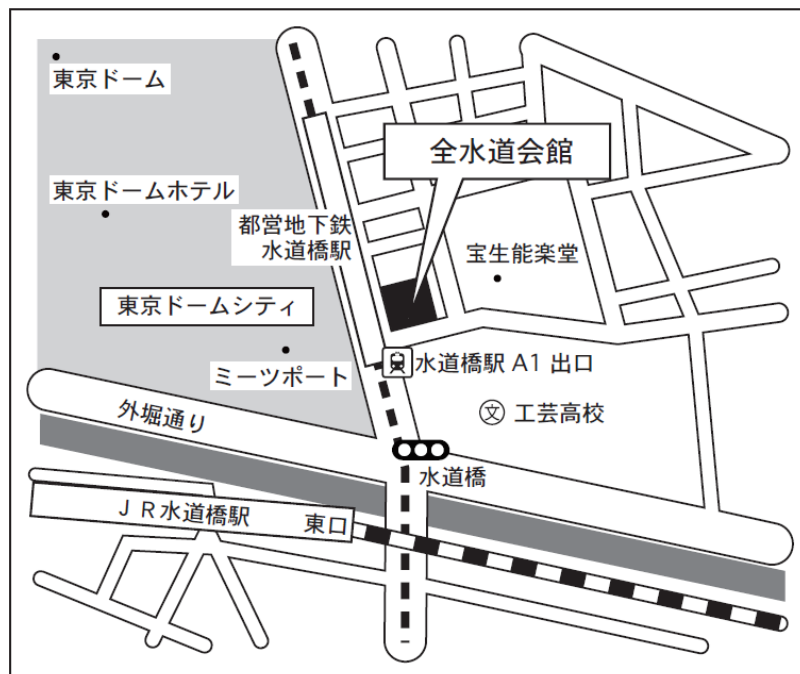 東京ドーム
全水道会館
東京ドームホテル
都営地下鉄
水道橋駅
宝生能楽堂
東京ドームシティ
ミーツポート
水道橋駅 A1 出口
外堀通り
文 工芸高校
水道橋
JR水道橋駅 東口